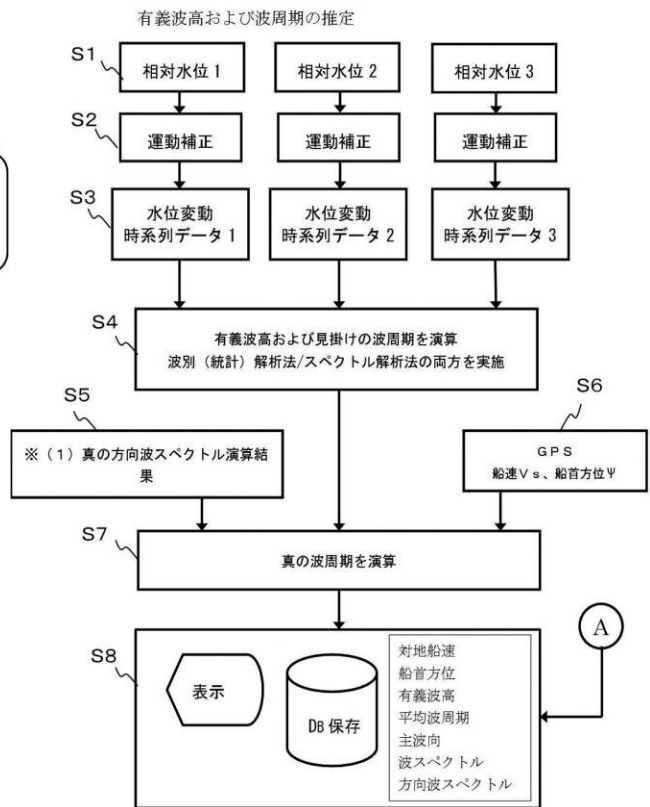 有義波高および波周期の推定
S1
相対水位1
相対水位2
相対水位3
S2
運動補正
運動補正
運動補正
S3
水位変動
時系列データ1
水位変動
時系列データ2
水位変動
時系列データ3
S4
有義波高および見掛けの波周期を演算
波別（統計）解析法/スペクトル解析法の両方を実施
S5
※（1）真の方向波スペクトル演算結
果
S6
GPS
船速Vs、船首方位Ψ
S7
真の波周期を演算
S8
表示
DB保存
対地船速
船首方位
有義波高
平均波周期
主波向
波スペクトル
方向波スペクトル
A